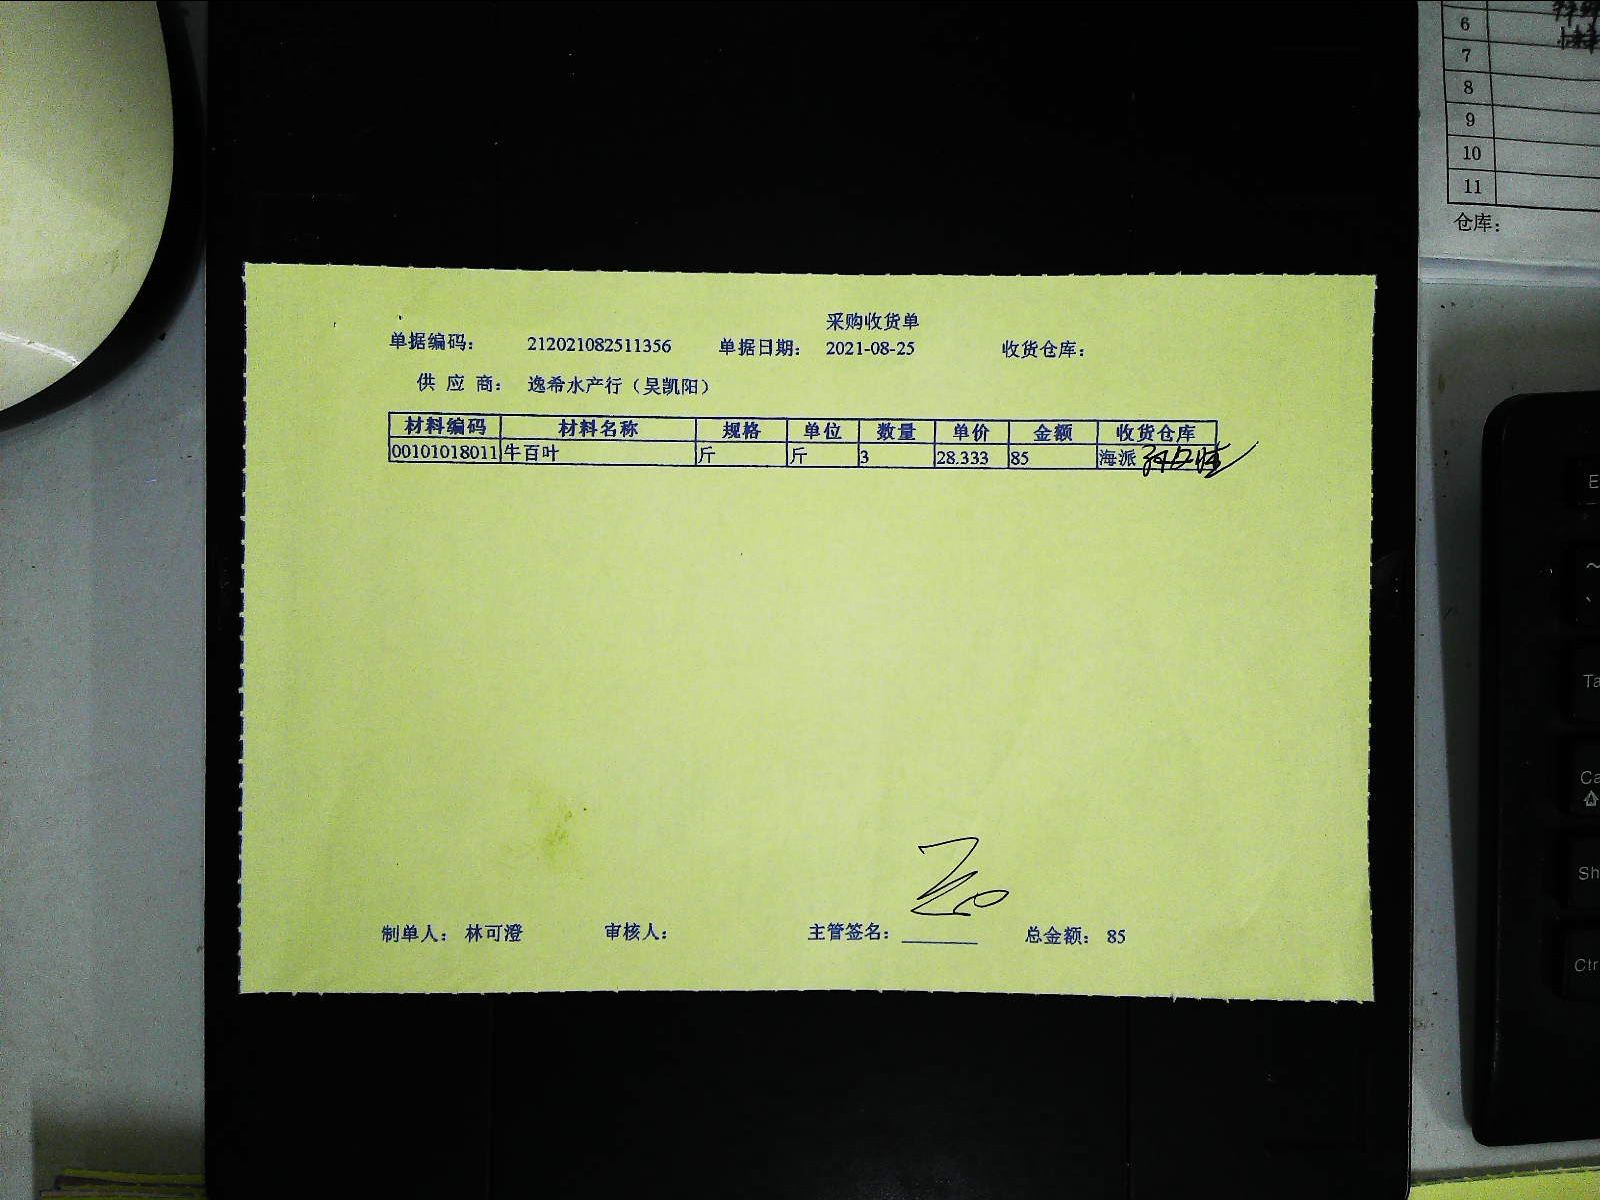 采购收货单
单据编码: 212021082511356 单据日期: 2021-08-25 收货仓库:
供 应 商: 逸希水产行（吴凯阳）
材料编码 材料名称 规格 单位 数量 单价 金额 收货仓库
00101018011 牛百叶 斤 斤 3 28.333 85 海派
制单人: 林可澄 审核人: 主管签名: ______ 总金额: 85
6
7
8
9
10
11
仓库: